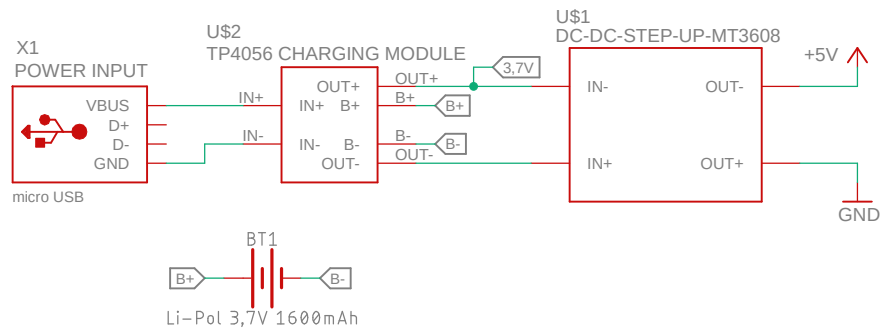 X1
POWER INPUT
VBUS
D+
D-
GND
micro USB
U$2
TP4056 CHARGING MODULE
IN+
IN-
OUT+
IN+ B+
IN- B-
OUT-
OUT+
B+
B-
OUT-
3,7V
B+
B-
U$1
DC-DC-STEP-UP-MT3608
IN- OUT-
IN+ OUT+
+5V
GND
BT1
B+ B-
Li-Pol 3,7V 1600mAh